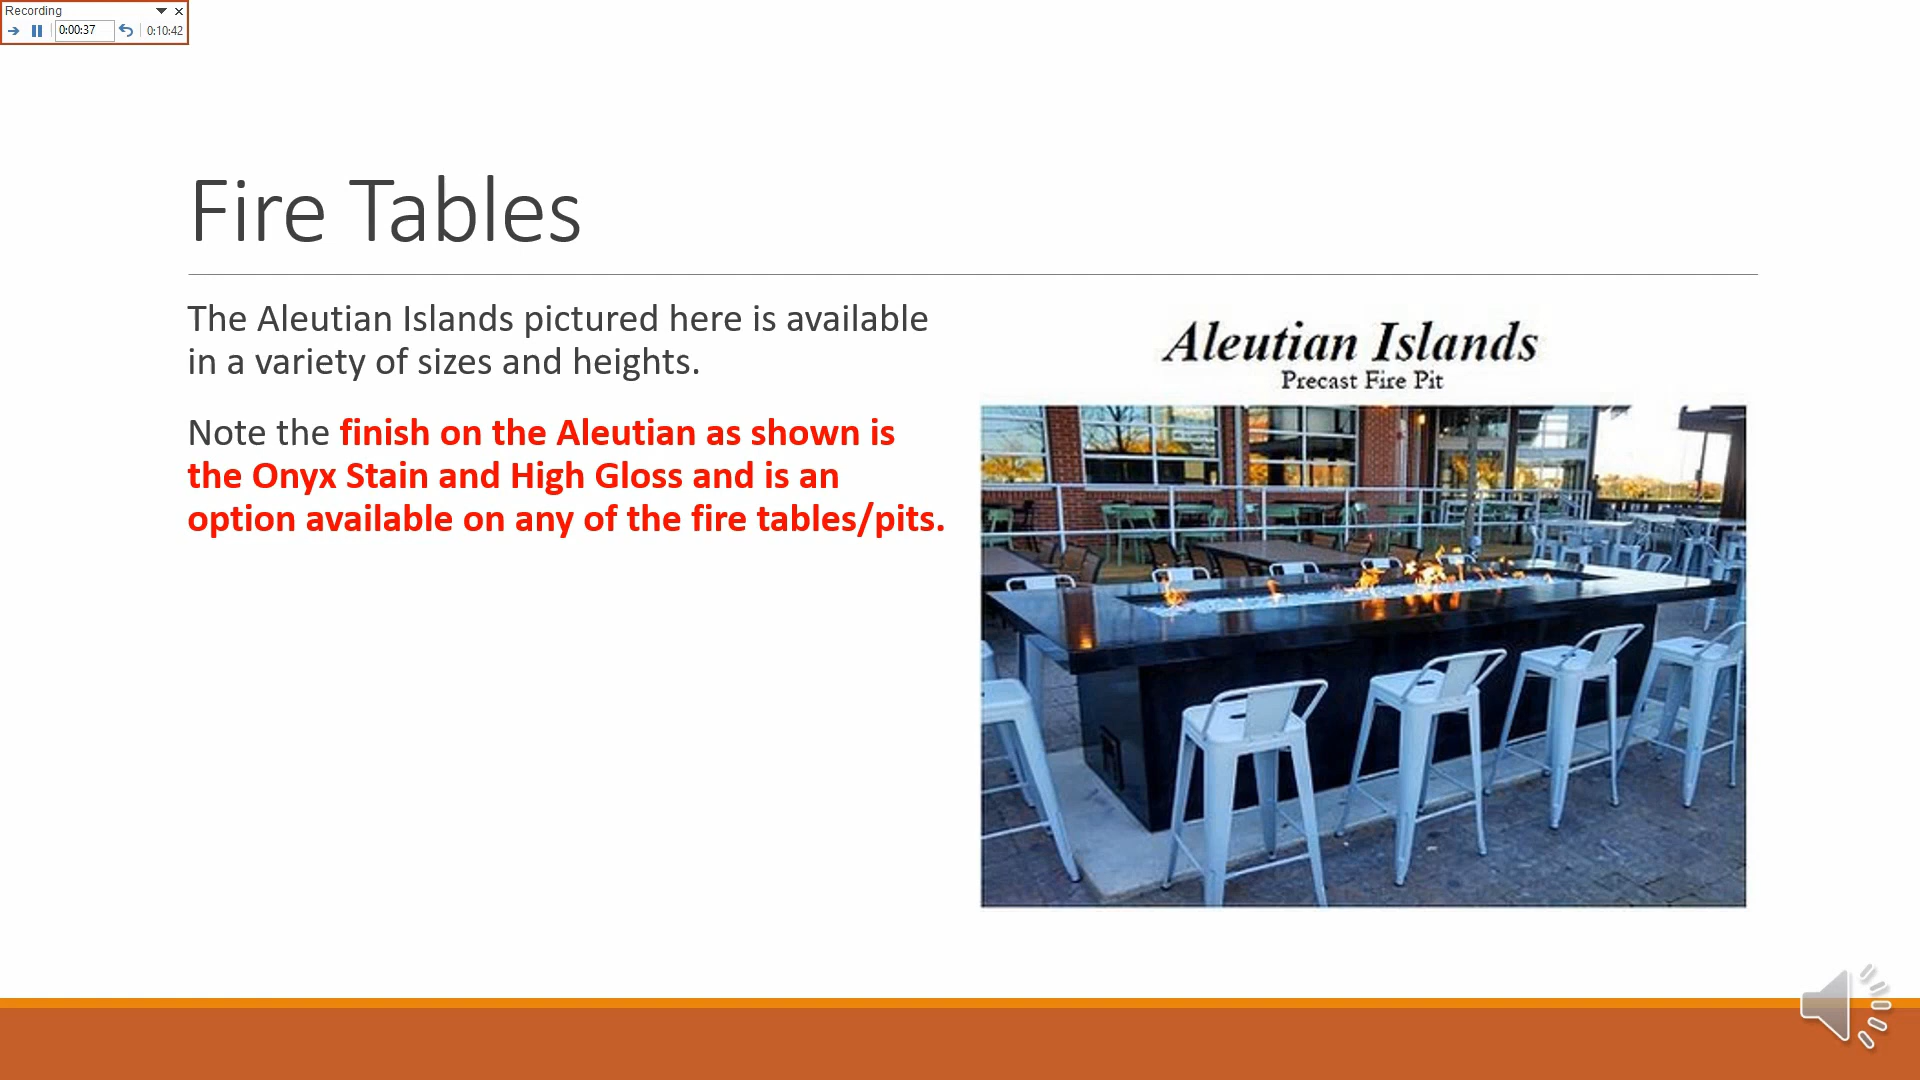 Recording
0:00:37
0:10:42
Fire Tables
The Aleutian Islands pictured here is available
in a variety of sizes and heights.
Note the finish on the Aleutian as shown is
the Onyx Stain and High Gloss and is an
option available on any of the fire tables/pits.
Aleutian Islands
Precast Fire Pit